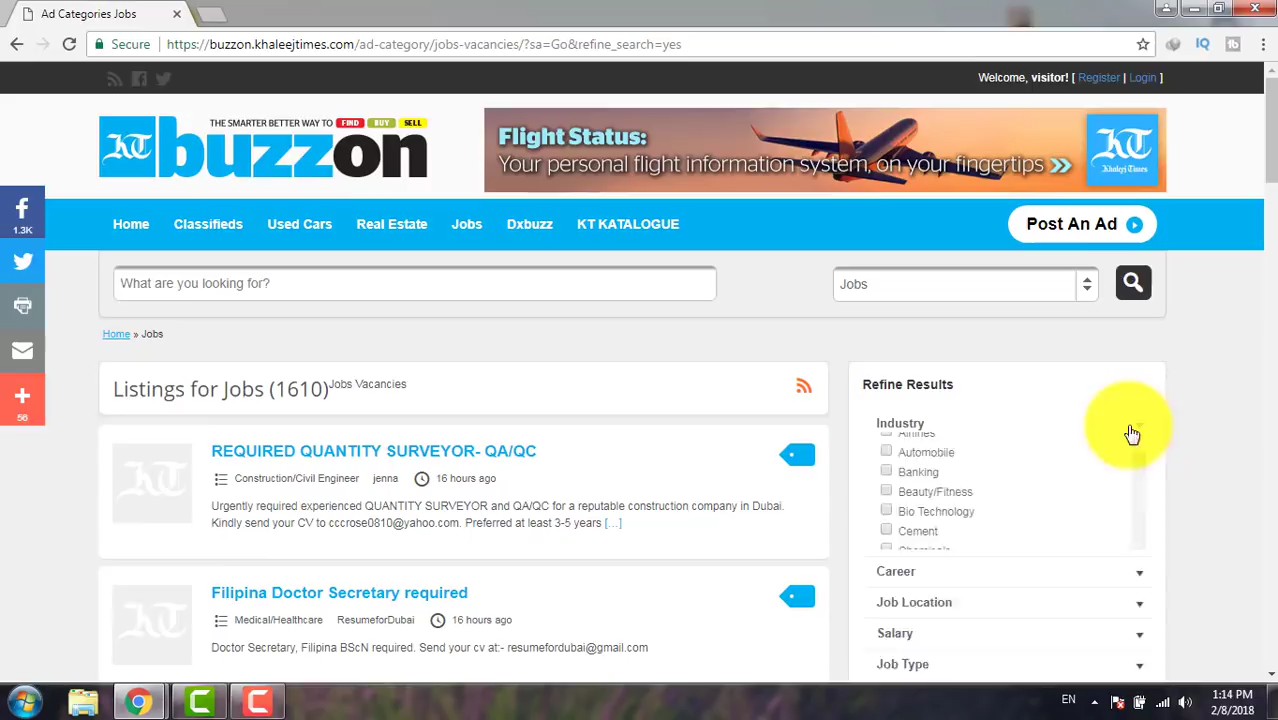 Ad Categories Jobs
Secure https://buzzon.khaleejtimes.com/ad-category/jobs-vacancies/?sa=Go&refine_search=yes
Welcome, visitor! [ Register | Login ]
THE SMARTER BETTER WAY TO FIND BUY SELL
KT buzzon
Flight Status:
Your personal flight information system, on your fingertips
KT
Khaleej Times
Home Classifieds Used Cars Real Estate Jobs Dxbuzz KT KATALOGUE Post An Ad
1.3K
What are you looking for? Jobs
Home » Jobs
56
Listings for Jobs (1610) Jobs Vacancies
Refine Results
Industry
Airlines
Automobile
Banking
Beauty/Fitness
Bio Technology
Cement
Chemicals
Career
Job Location
Salary
Job Type
REQUIRED QUANTITY SURVEYOR- QA/QC
Construction/Civil Engineer jenna 16 hours ago
Urgently required experienced QUANTITY SURVEYOR and QA/QC for a reputable construction company in Dubai.
Kindly send your CV to cccrose0810@yahoo.com. Preferred at least 3-5 years [...]
Filipina Doctor Secretary required
Medical/Healthcare ResumeforDubai 16 hours ago
Doctor Secretary, Filipina BScN required. Send your cv at:- resumefordubai@gmail.com
EN
1:14 PM
2/8/2018